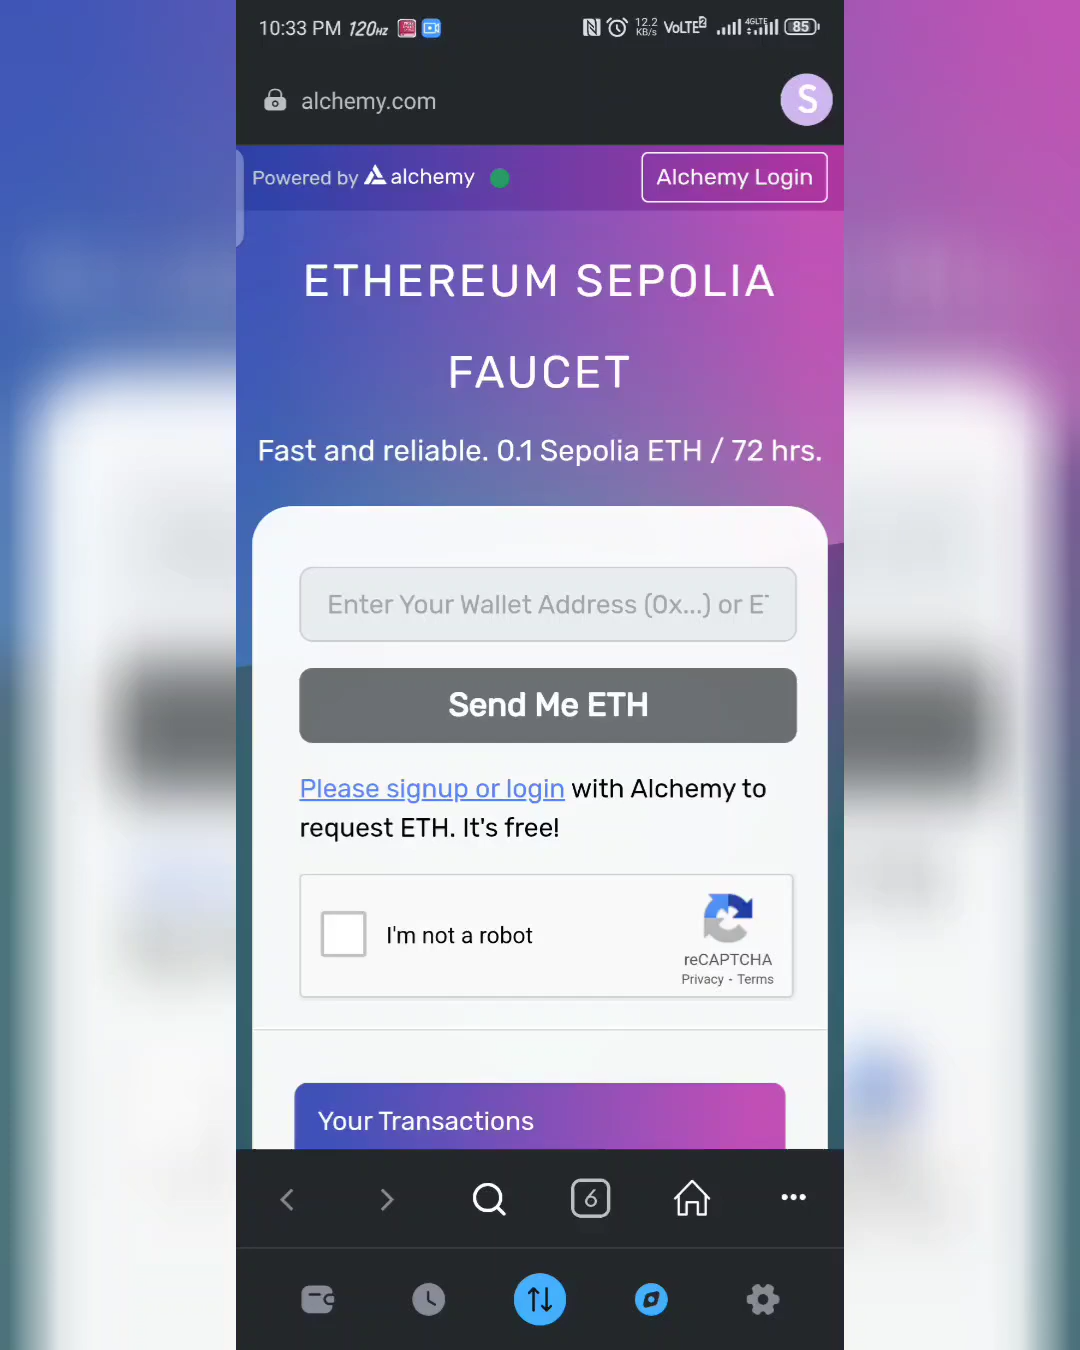 10:33 PM 120HZ 12.2 KB/s VoLTE2 4GLTE 85
alchemy.com S
Powered by alchemy Alchemy Login
ETHEREUM SEPOLIA
FAUCET
Fast and reliable. 0.1 Sepolia ETH / 72 hrs.
Enter Your Wallet Address (0x...) or E
Send Me ETH
Please signup or login with Alchemy to
request ETH. It's free!
I'm not a robot
reCAPTCHA
Privacy - Terms
Your Transactions
6